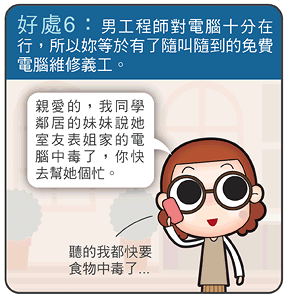 好處6：男工程師對電腦十分在
行，所以妳等於有了隨叫隨到的免費
電腦維修義工。
親愛的，我同學
鄰居的妹妹說她
室友表姐家的電
腦中毒了，你快
去幫她個忙。
聽的我都快要
食物中毒了...